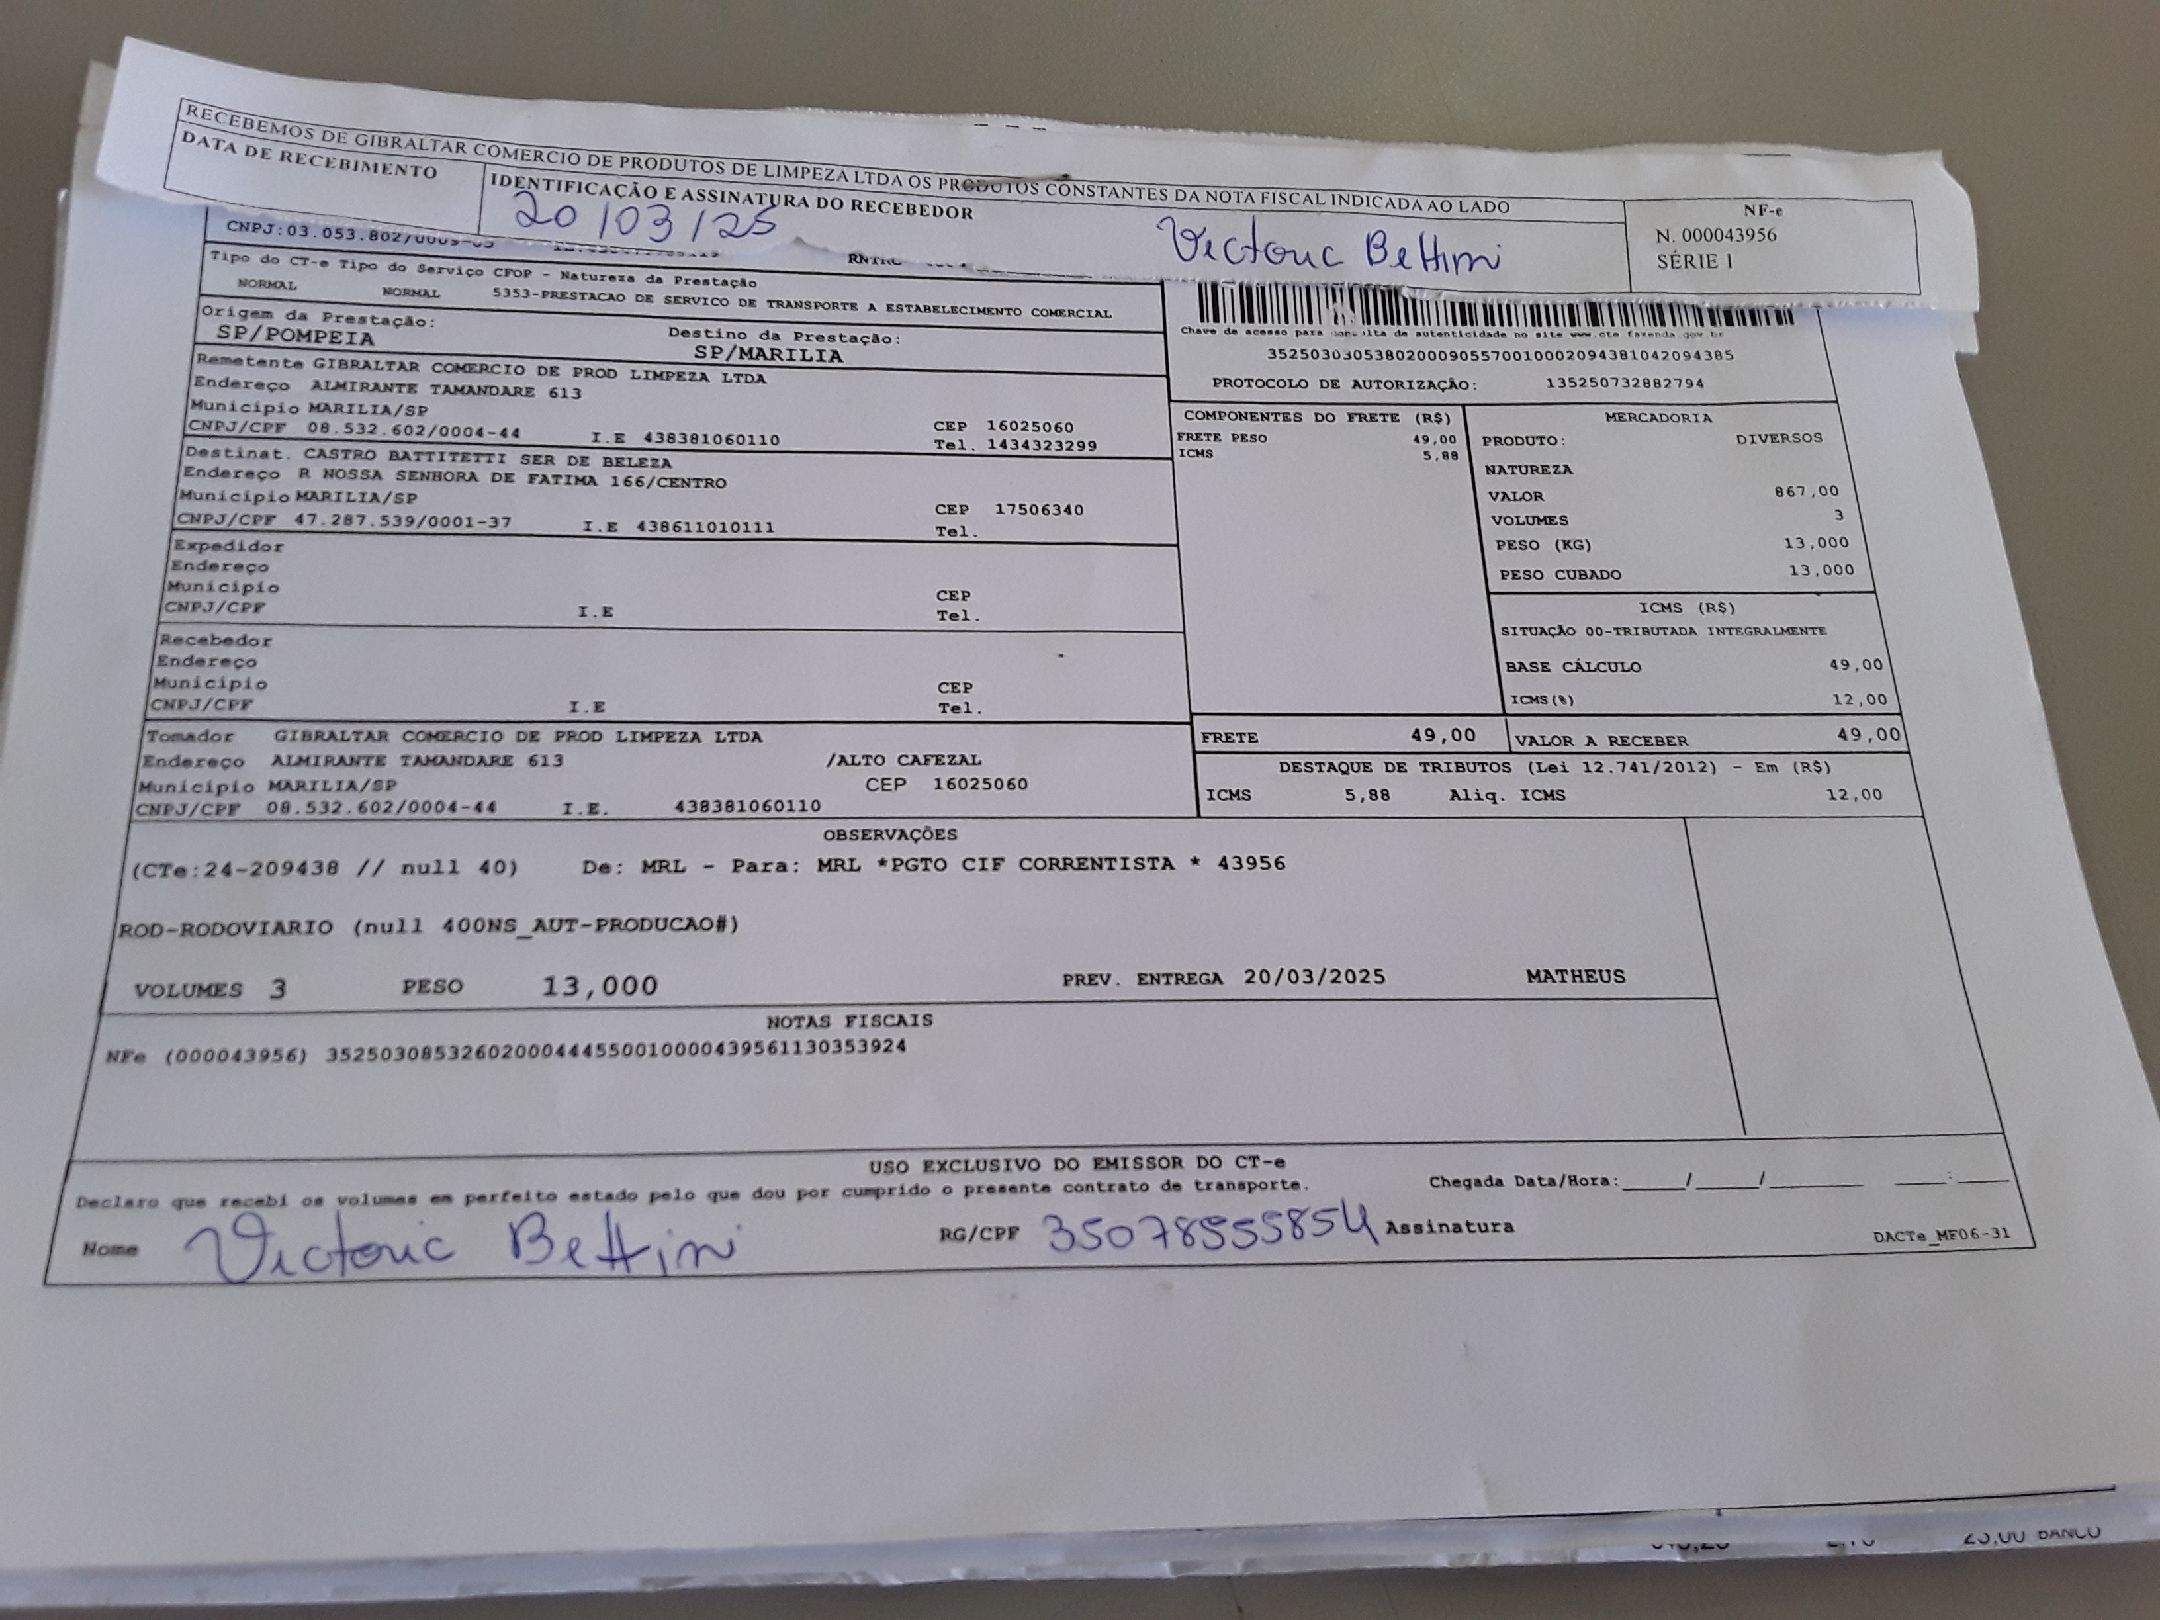 RECEBEMOS DE GIBRALTAR COMERCIO DE PRODUTOS DE LIMPEZA LTDA OS PRODUTOS CONSTANTES DA NOTA FISCAL INDICADA AO LADO
DATA DE RECEBIMENTO
IDENTIFICAÇÃO E ASSINATURA DO RECEBEDOR
20/03/25 Victoric Bettini
NF-e
N. 000043956
SÉRIE 1
CNPJ:03.053.802/0009-05
Tipo do CT-e Tipo do Serviço CFOP - Natureza da Prestação
NORMAL NORMAL 5353-PRESTACAO DE SERVICO DE TRANSPORTE A ESTABELECIMENTO COMERCIAL
Origem da Prestação: Destino da Prestação:
SP/POMPEIA SP/MARILIA
Chave de acesso para consulta de autenticidade no site www.cte fazenda gov.br
35250303053802000905570010002094381042094385
PROTOCOLO DE AUTORIZAÇÃO: 135250732882794
Remetente GIBRALTAR COMERCIO DE PROD LIMPEZA LTDA
Endereço ALMIRANTE TAMANDARE 613
Municipio MARILIA/SP CEP 16025060
CNPJ/CPF 08.532.602/0004-44 I.E 438381060110 Tel. 1434323299
Destinat. CASTRO BATTITETTI SER DE BELEZA
Endereço R NOSSA SENHORA DE FATIMA 166/CENTRO
Municipio MARILIA/SP CEP 17506340
CNPJ/CPF 47.287.539/0001-37 I.E 438611010111 Tel.
Expedidor
Endereço
Municipio CEP
CNPJ/CPF I.E Tel.
Recebedor
Endereço
Municipio CEP
CNPJ/CPF I.E Tel.
Tomador GIBRALTAR COMERCIO DE PROD LIMPEZA LTDA
Endereço ALMIRANTE TAMANDARE 613 /ALTO CAFEZAL
Municipio MARILIA/SP CEP 16025060
CNPJ/CPF 08.532.602/0004-44 I.E. 438381060110
COMPONENTES DO FRETE (R$)
FRETE PESO 49,00
ICMS 5,88
MERCADORIA
PRODUTO: DIVERSOS
NATUREZA
VALOR 867,00
VOLUMES 3
PESO (KG) 13,000
PESO CUBADO 13,000
ICMS (R$)
SITUAÇÃO 00-TRIBUTADA INTEGRALMENTE
BASE CÁLCULO 49,00
ICMS(%) 12,00
FRETE 49,00 VALOR A RECEBER 49,00
DESTAQUE DE TRIBUTOS (Lei 12.741/2012) - Em (R$)
ICMS 5,88 Aliq. ICMS 12,00
OBSERVAÇÕES
(CTe:24-209438 // null 40) De: MRL - Para: MRL *PGTO CIF CORRENTISTA * 43956
ROD-RODOVIARIO (null 400NS_AUT-PRODUCAO#)
VOLUMES 3 PESO 13,000 PREV. ENTREGA 20/03/2025 MATHEUS
NOTAS FISCAIS
NFe (000043956) 35250308532602000444550010000439561130353924
USO EXCLUSIVO DO EMISSOR DO CT-e
Declaro que recebi os volumes em perfeito estado pelo que dou por cumprido o presente contrato de transporte.
Chegada Data/Hora:_____/_____/________ ____:____
Nome Victoric Bettini RG/CPF 35078555854 Assinatura
DACTe_MF06-31
23,00 BANCO